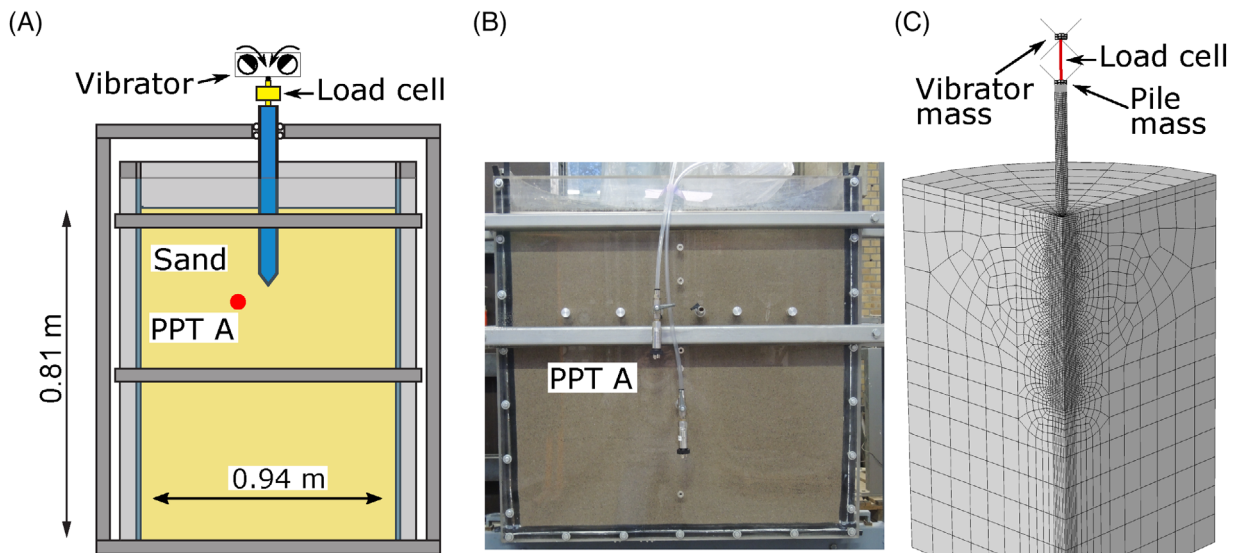 (A)
Vibrator
Load cell
Sand
PPT A
0.81 m
0.94 m
(B)
PPT A
(C)
Load cell
Vibrator
mass
Pile
mass